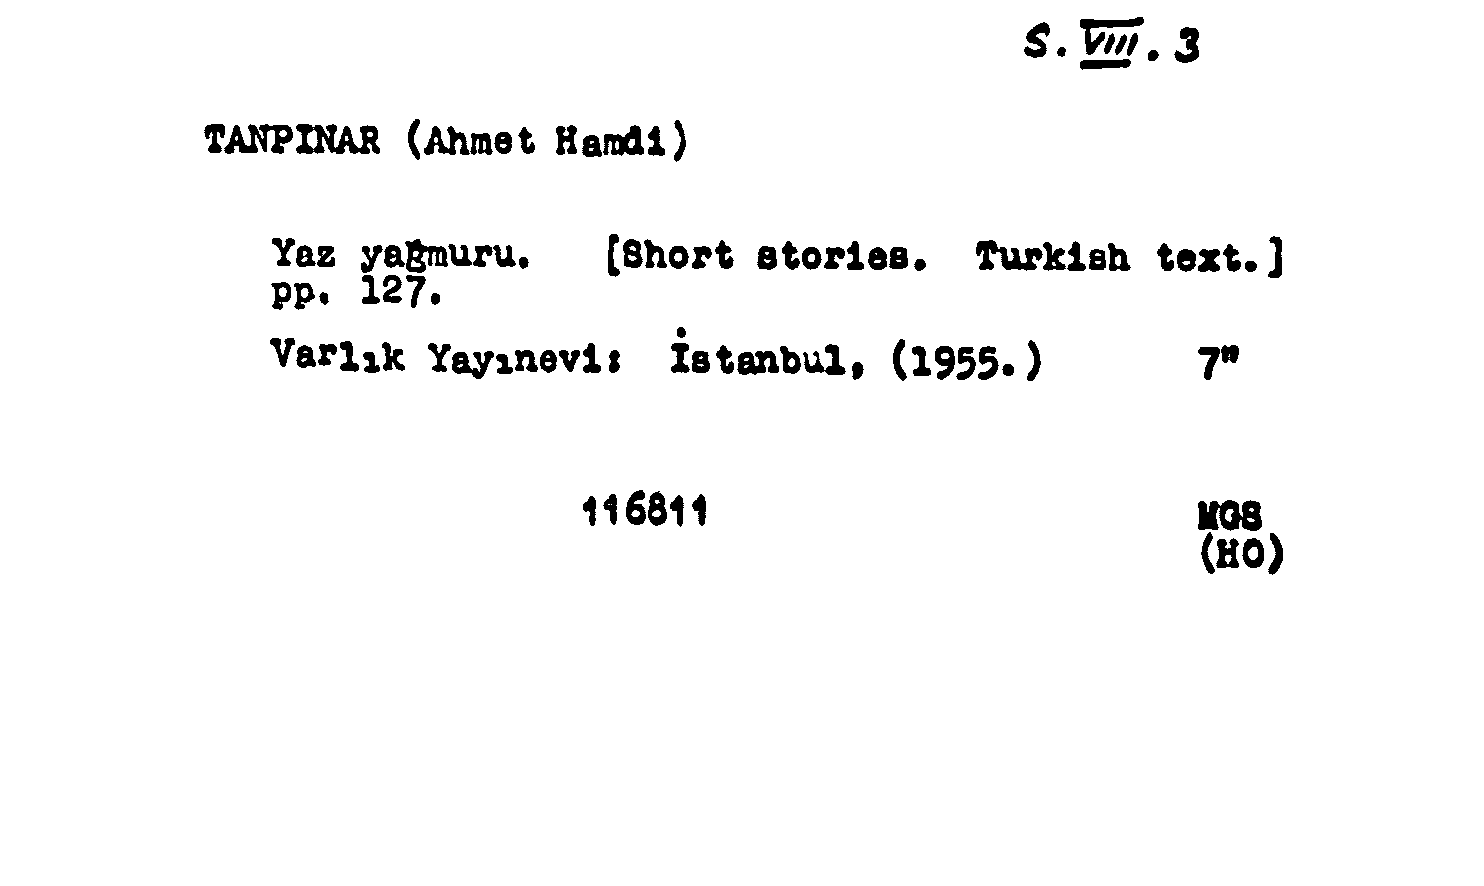 S. VIII. 3
TANPINAR (Ahmet Hamdi)
Yaz yağmuru. [Short stories. Turkish text.]
pp. 127.
Varlık Yayınevi: İstanbul, (1955.) 7"
116811 MGS
(HO)